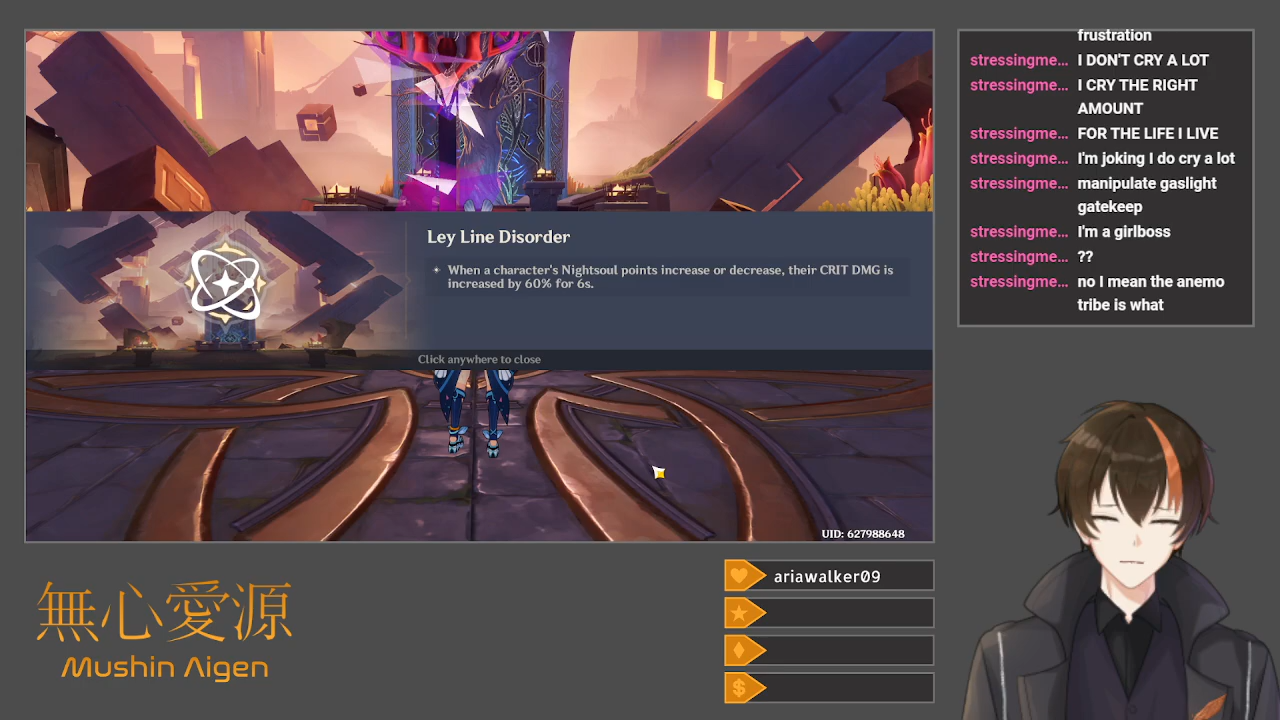 Ley Line Disorder
When a character's Nightsoul points increase or decrease, their CRIT DMG is
increased by 60% for 6s.
Click anywhere to close
UID: 627988648
frustration
stressingme... I DON'T CRY A LOT
stressingme... I CRY THE RIGHT
AMOUNT
stressingme... FOR THE LIFE I LIVE
stressingme... I'm joking I do cry a lot
stressingme... manipulate gaslight
gatekeep
stressingme... I'm a girlboss
stressingme... ??
stressingme... no I mean the anemo
tribe is what
無心愛源
Mushin Aigen
ariawalker09
$